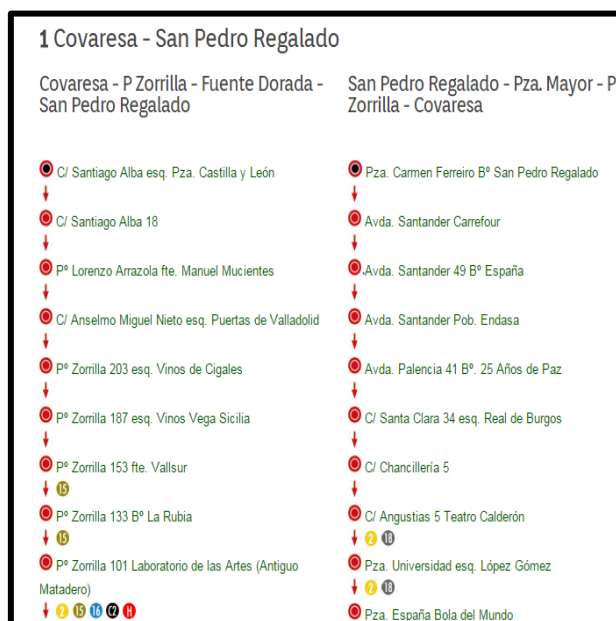 1 Covaresa - San Pedro Regalado
Covaresa - P Zorrilla - Fuente Dorada -
San Pedro Regalado
C/ Santiago Alba esq. Pza. Castilla y León
C/ Santiago Alba 18
Pº Lorenzo Arrazola fte. Manuel Mucientes
C/ Anselmo Miguel Nieto esq. Puertas de Valladolid
Pº Zorrilla 203 esq. Vinos de Cigales
Pº Zorrilla 187 esq. Vinos Vega Sicilia
Pº Zorrilla 153 fte. Vallsur
15
Pº Zorrilla 133 Bº La Rubia
15
Pº Zorrilla 101 Laboratorio de las Artes (Antiguo
Matadero)
2 15 16 C2 H
San Pedro Regalado - Pza. Mayor - P
Zorrilla - Covaresa
Pza. Carmen Ferreiro Bº San Pedro Regalado
Avda. Santander Carrefour
Avda. Santander 49 Bº España
Avda. Santander Pob. Endasa
Avda. Palencia 41 Bº. 25 Años de Paz
C/ Santa Clara 34 esq. Real de Burgos
C/ Chancillería 5
C/ Angustias 5 Teatro Calderón
2 18
Pza. Universidad esq. López Gómez
2 18
Pza. España Bola del Mundo